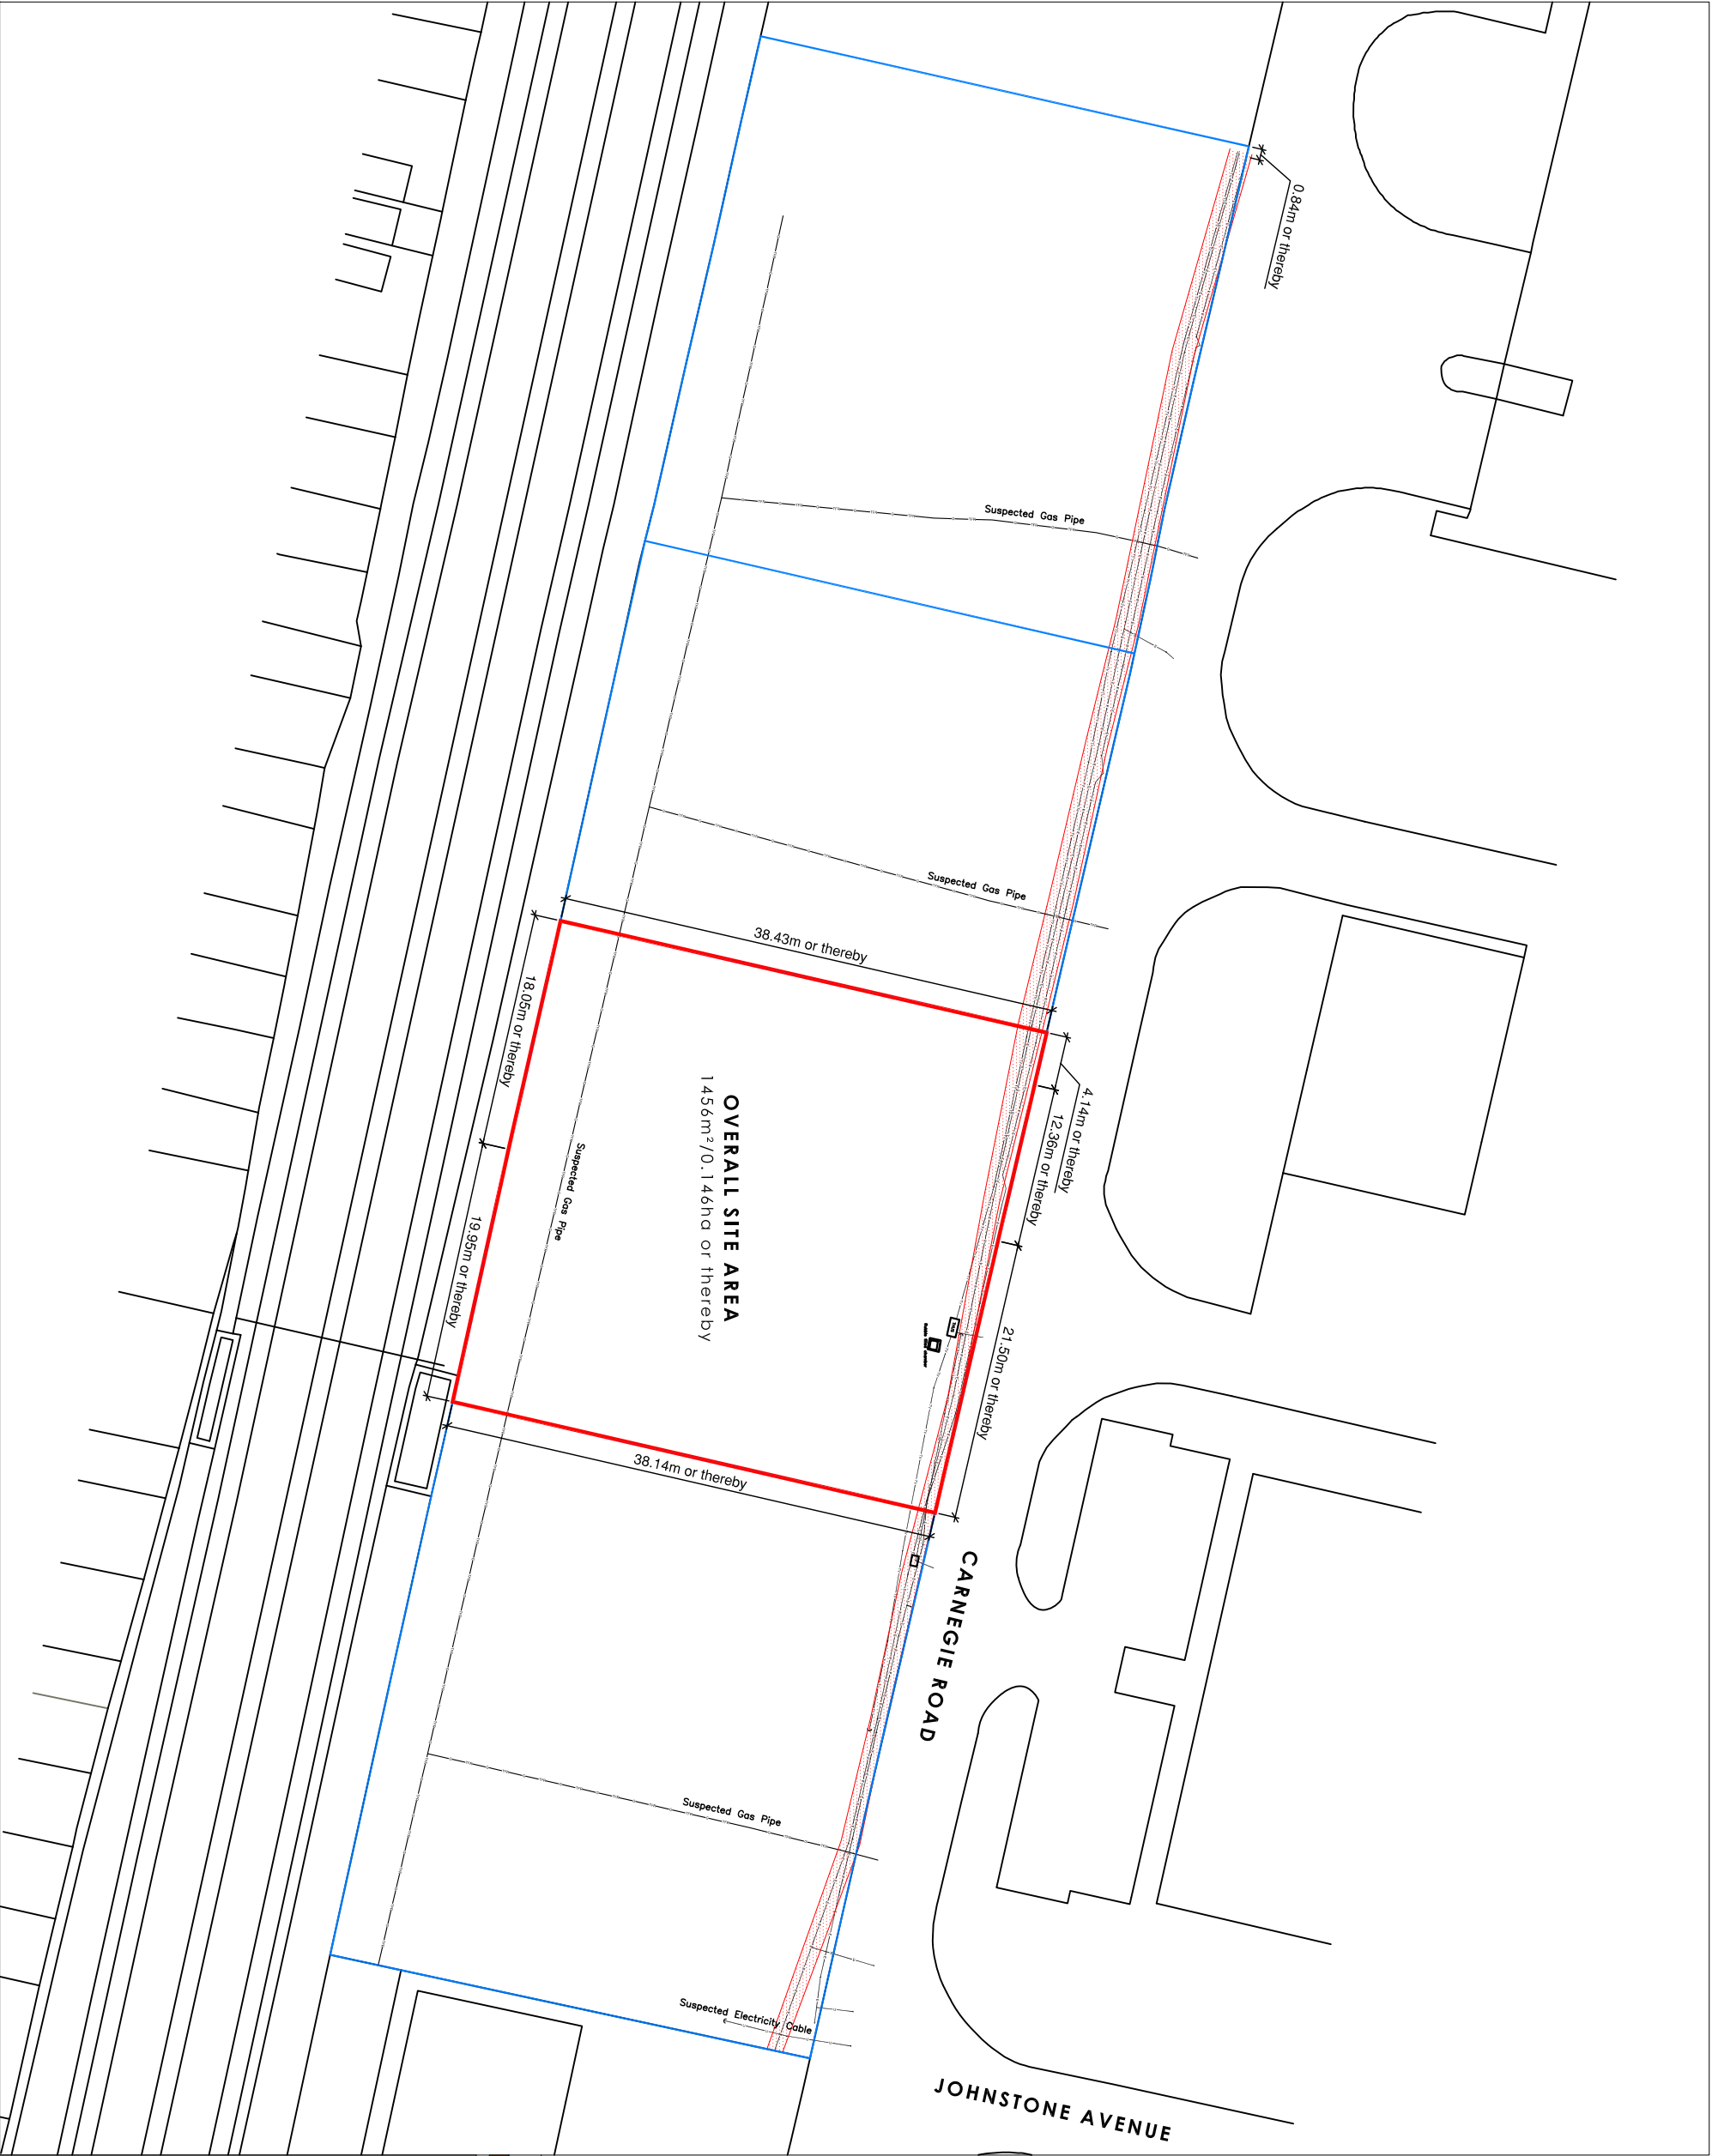 0.84m or thereby
Suspected Gas Pipe
Suspected Gas Pipe
38.43m or thereby
18.05m or thereby
4.14m or thereby
12.36m or thereby
OVERALL SITE AREA
1456m²/0.146ha or thereby
Suspected Gas Pipe
19.95m or thereby
21.50m or thereby
38.14m or thereby
CARNEGIE ROAD
Suspected Gas Pipe
Suspected Electricity Cable
JOHNSTONE AVENUE